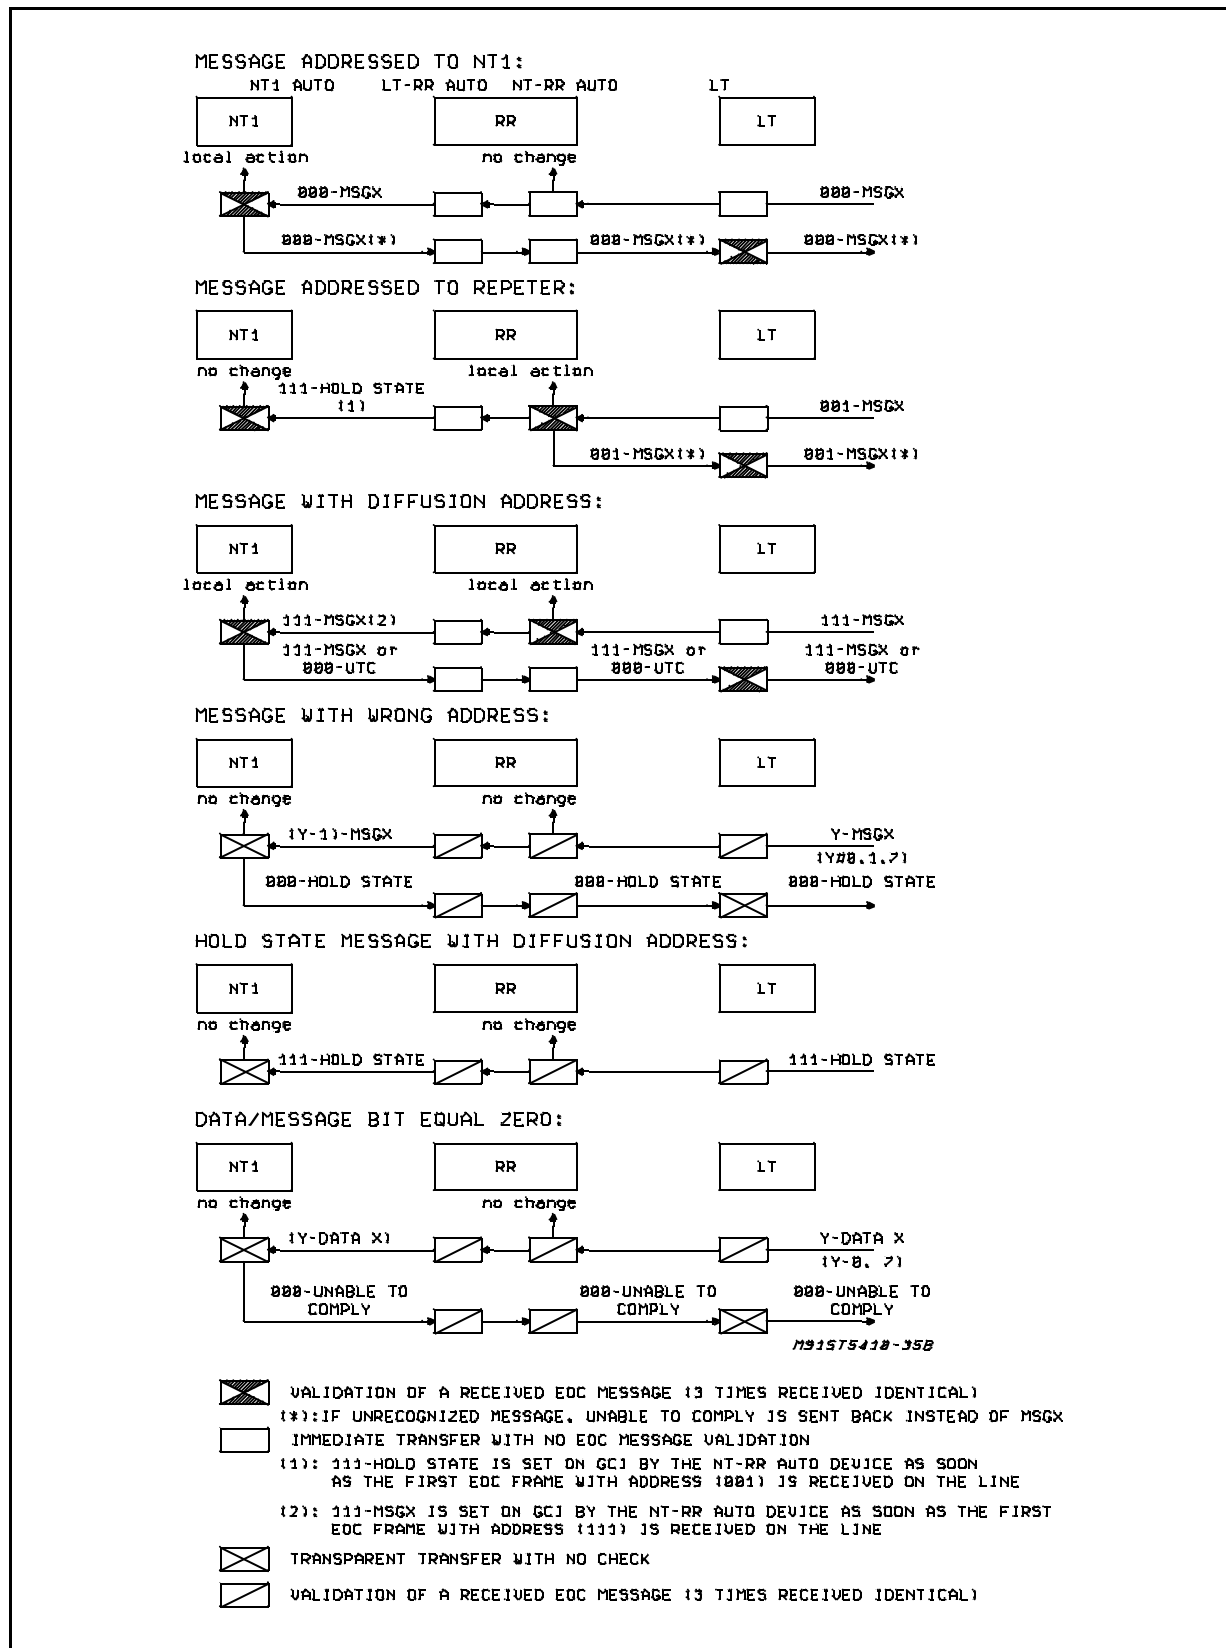 MESSAGE ADDRESSED TO NT1:
NT1 AUTO LT-RR AUTO NT-RR AUTO LT
NT1 RR LT
local action no change
000-MSGX 000-MSGX
000-MSGX(*) 000-MSGX(*) 000-MSGX(*)
MESSAGE ADDRESSED TO REPETER:
NT1 RR LT
no change local action
111-HOLD STATE
(1) 001-MSGX
001-MSGX(*) 001-MSGX(*)
MESSAGE WITH DIFFUSION ADDRESS:
NT1 RR LT
local action local action
111-MSGX(2) 111-MSGX
111-MSGX or 111-MSGX or 111-MSGX or
000-UTC 000-UTC 000-UTC
MESSAGE WITH WRONG ADDRESS:
NT1 RR LT
no change no change
(Y-1)-MSGX Y-MSGX
(Y#0.1.7)
000-HOLD STATE 000-HOLD STATE 000-HOLD STATE
HOLD STATE MESSAGE WITH DIFFUSION ADDRESS:
NT1 RR LT
no change no change
111-HOLD STATE 111-HOLD STATE
DATA/MESSAGE BIT EQUAL ZERO:
NT1 RR LT
no change no change
(Y-DATA X) Y-DATA X
(Y-0. 7)
000-UNABLE TO 000-UNABLE TO 000-UNABLE TO
COMPLY COMPLY COMPLY
M91ST5410-35B
VALIDATION OF A RECEIVED EOC MESSAGE (3 TIMES RECEIVED IDENTICAL)
(*):IF UNRECOGNIZED MESSAGE. UNABLE TO COMPLY IS SENT BACK INSTEAD OF MSGX
IMMEDIATE TRANSFER WITH NO EOC MESSAGE VALIDATION
(1): 111-HOLD STATE IS SET ON GCI BY THE NT-RR AUTO DEVICE AS SOON
AS THE FIRST EOC FRAME WITH ADDRESS (001) IS RECEIVED ON THE LINE
(2): 111-MSGX IS SET ON GCI BY THE NT-RR AUTO DEVICE AS SOON AS THE FIRST
EOC FRAME WITH ADDRESS (111) IS RECEIVED ON THE LINE
TRANSPARENT TRANSFER WITH NO CHECK
VALIDATION OF A RECEIVED EOC MESSAGE (3 TIMES RECEIVED IDENTICAL)